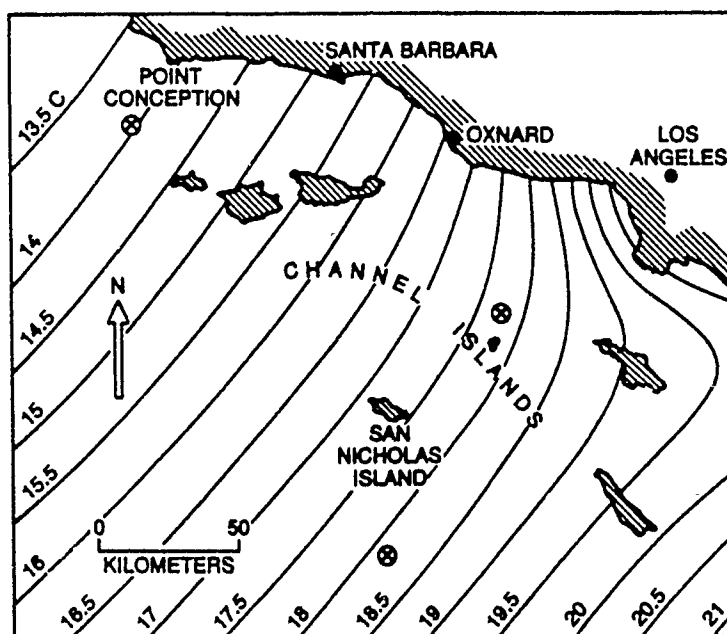 SANTA BARBARA
POINT
CONCEPTION
13.5 C
OXNARD
LOS
ANGELES
14
N
CHANNEL
ISLANDS
14.5
15
SAN
NICHOLAS
ISLAND
15.5
0 50
KILOMETERS
16
16.5
17
17.5
18
18.5
19
19.5
20
20.5
21